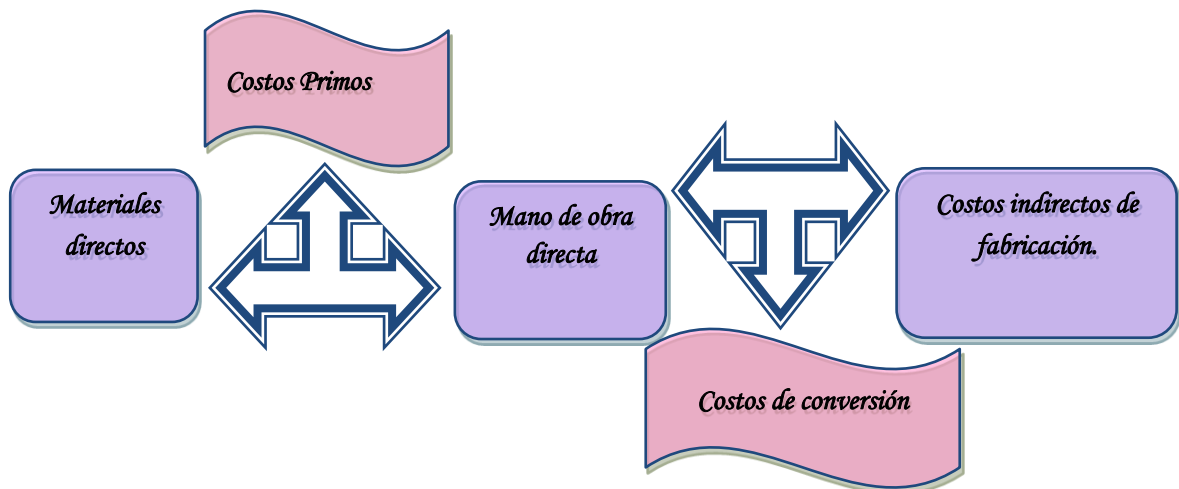 Costos Primos
Materiales
directos
Mano de obra
directa
Costos indirectos de
fabricación.
Costos de conversión